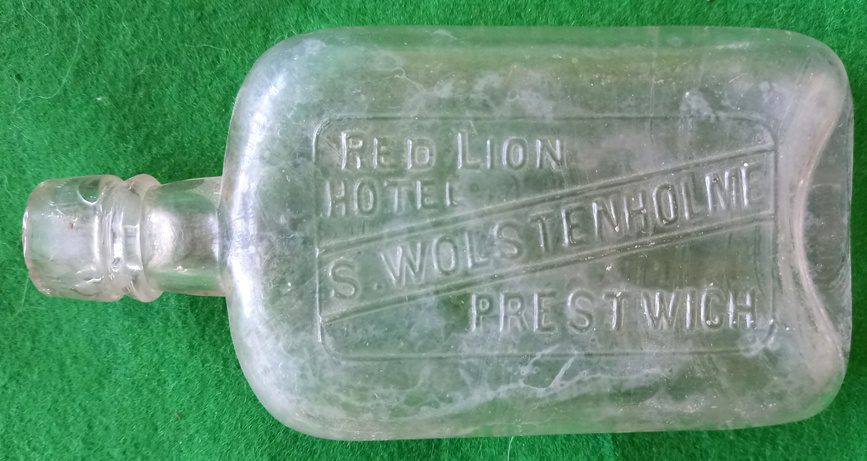 RED LION
HOTEL
S. WOLSTENHOLME
PRESTWICH